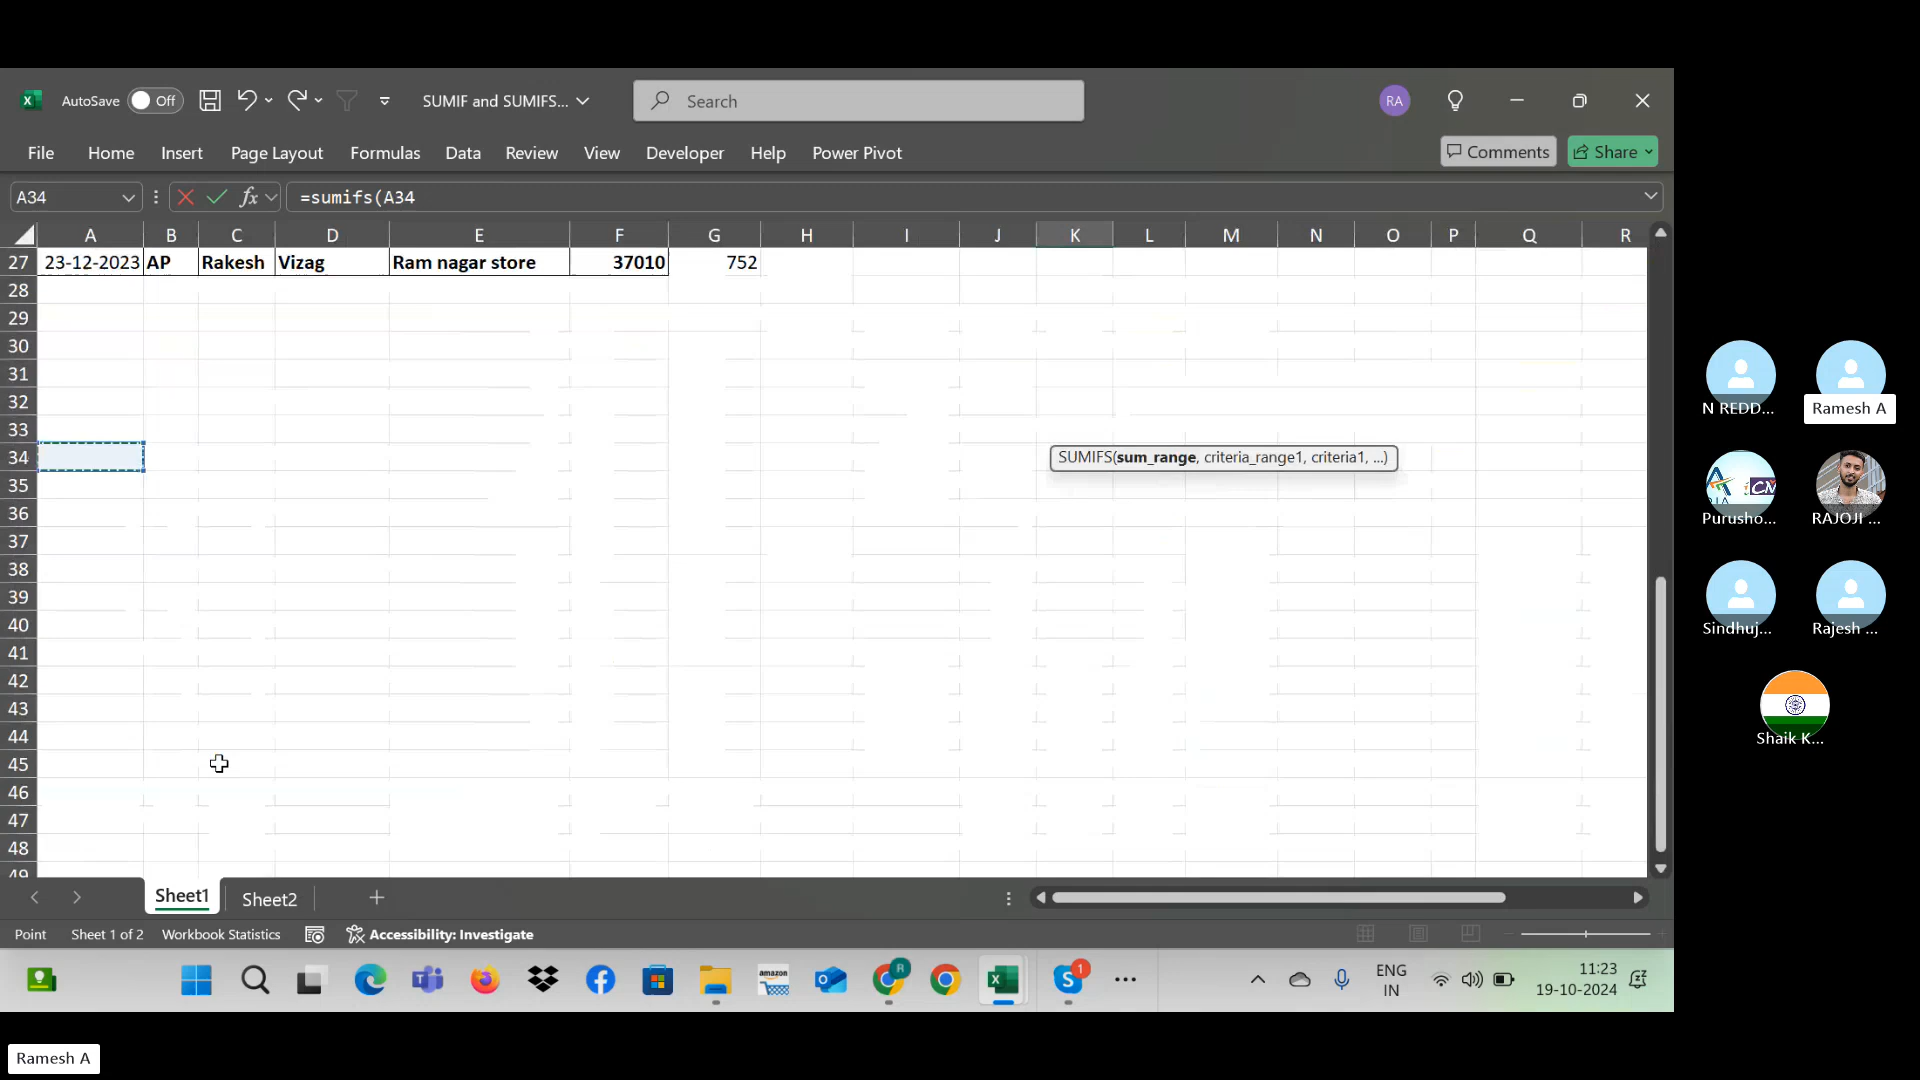 AutoSave Off SUMIF and SUMIFS... Search RA
File Home Insert Page Layout Formulas Data Review View Developer Help Power Pivot Comments Share
A34 fx =sumifs(A34
A B C D E F G H I J K L M N O P Q R
27 23-12-2023 AP Rakesh Vizag Ram nagar store 37010 752
28
29
30
31
32
33
34 SUMIFS(sum_range, criteria_range1, criteria1, ...)
35
36
37
38
39
40
41
42
43
44
45
46
47
48
49
Sheet1 Sheet2
Point Sheet 1 of 2 Workbook Statistics Accessibility: Investigate
amazon R 1 ENG IN 11:23 19-10-2024
N REDD... Ramesh A
Purusho... RAJOJI ...
Sindhuj... Rajesh ...
Shaik K...
Ramesh A